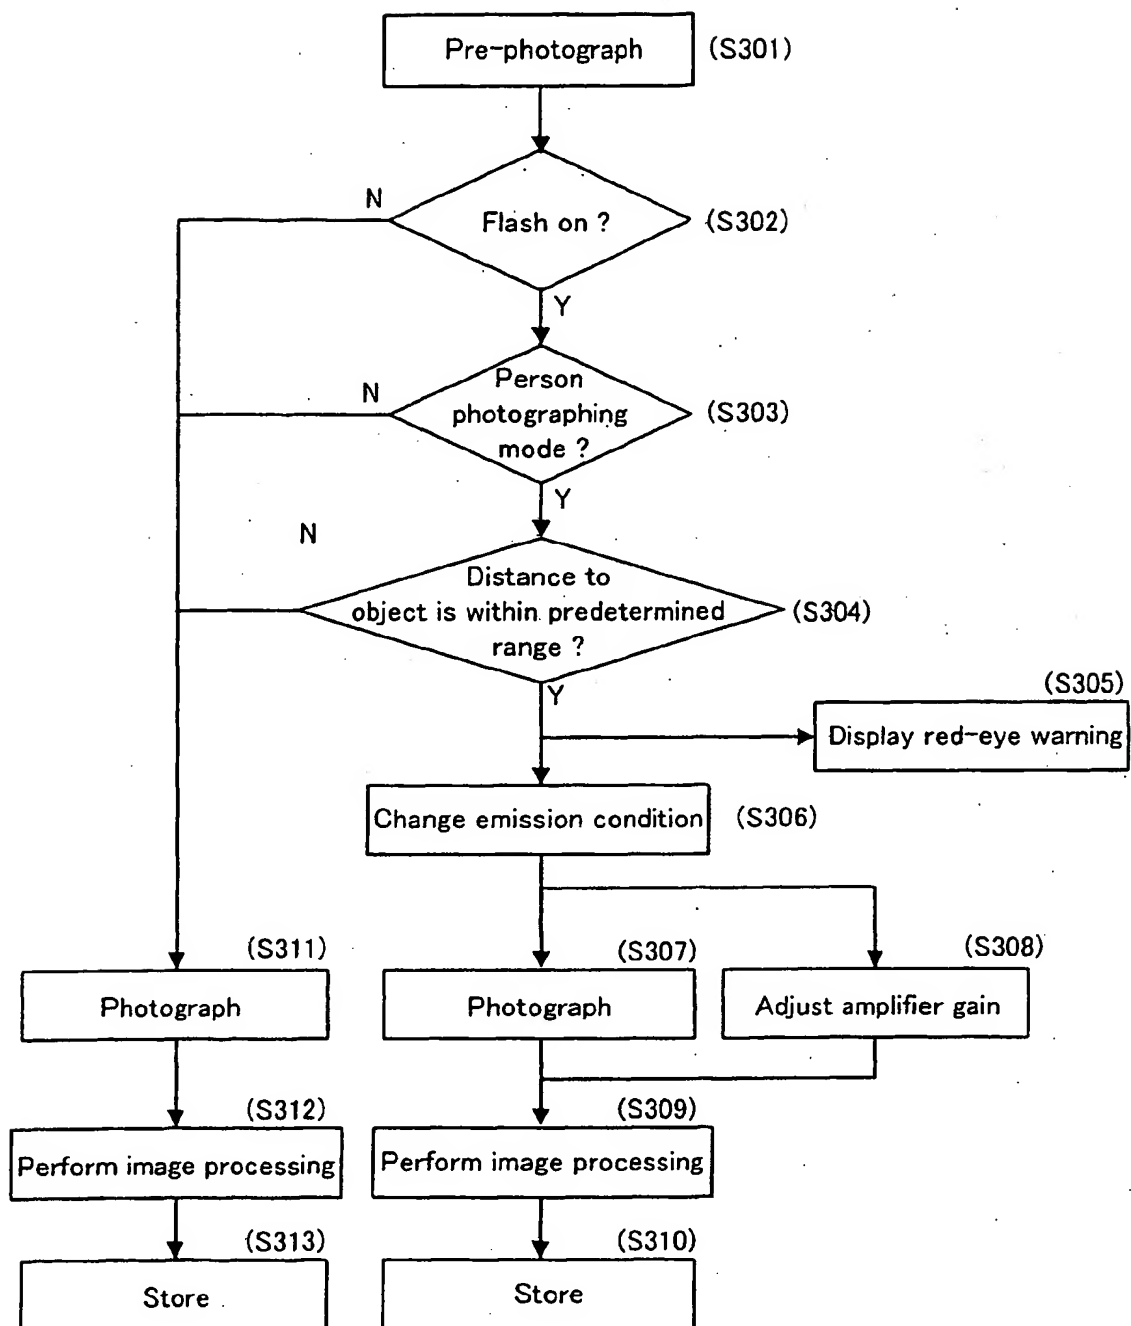 Pre-photograph (S301)
N
Flash on ? (S302)
Y
N
Person
photographing
mode ?
(S303)
Y
N
Distance to
object is within predetermined
range ?
(S304)
Y
(S305)
Display red-eye warning
Change emission condition (S306)
(S311) (S307) (S308)
Photograph Photograph Adjust amplifier gain
(S312) (S309)
Perform image processing Perform image processing
(S313) (S310)
Store Store